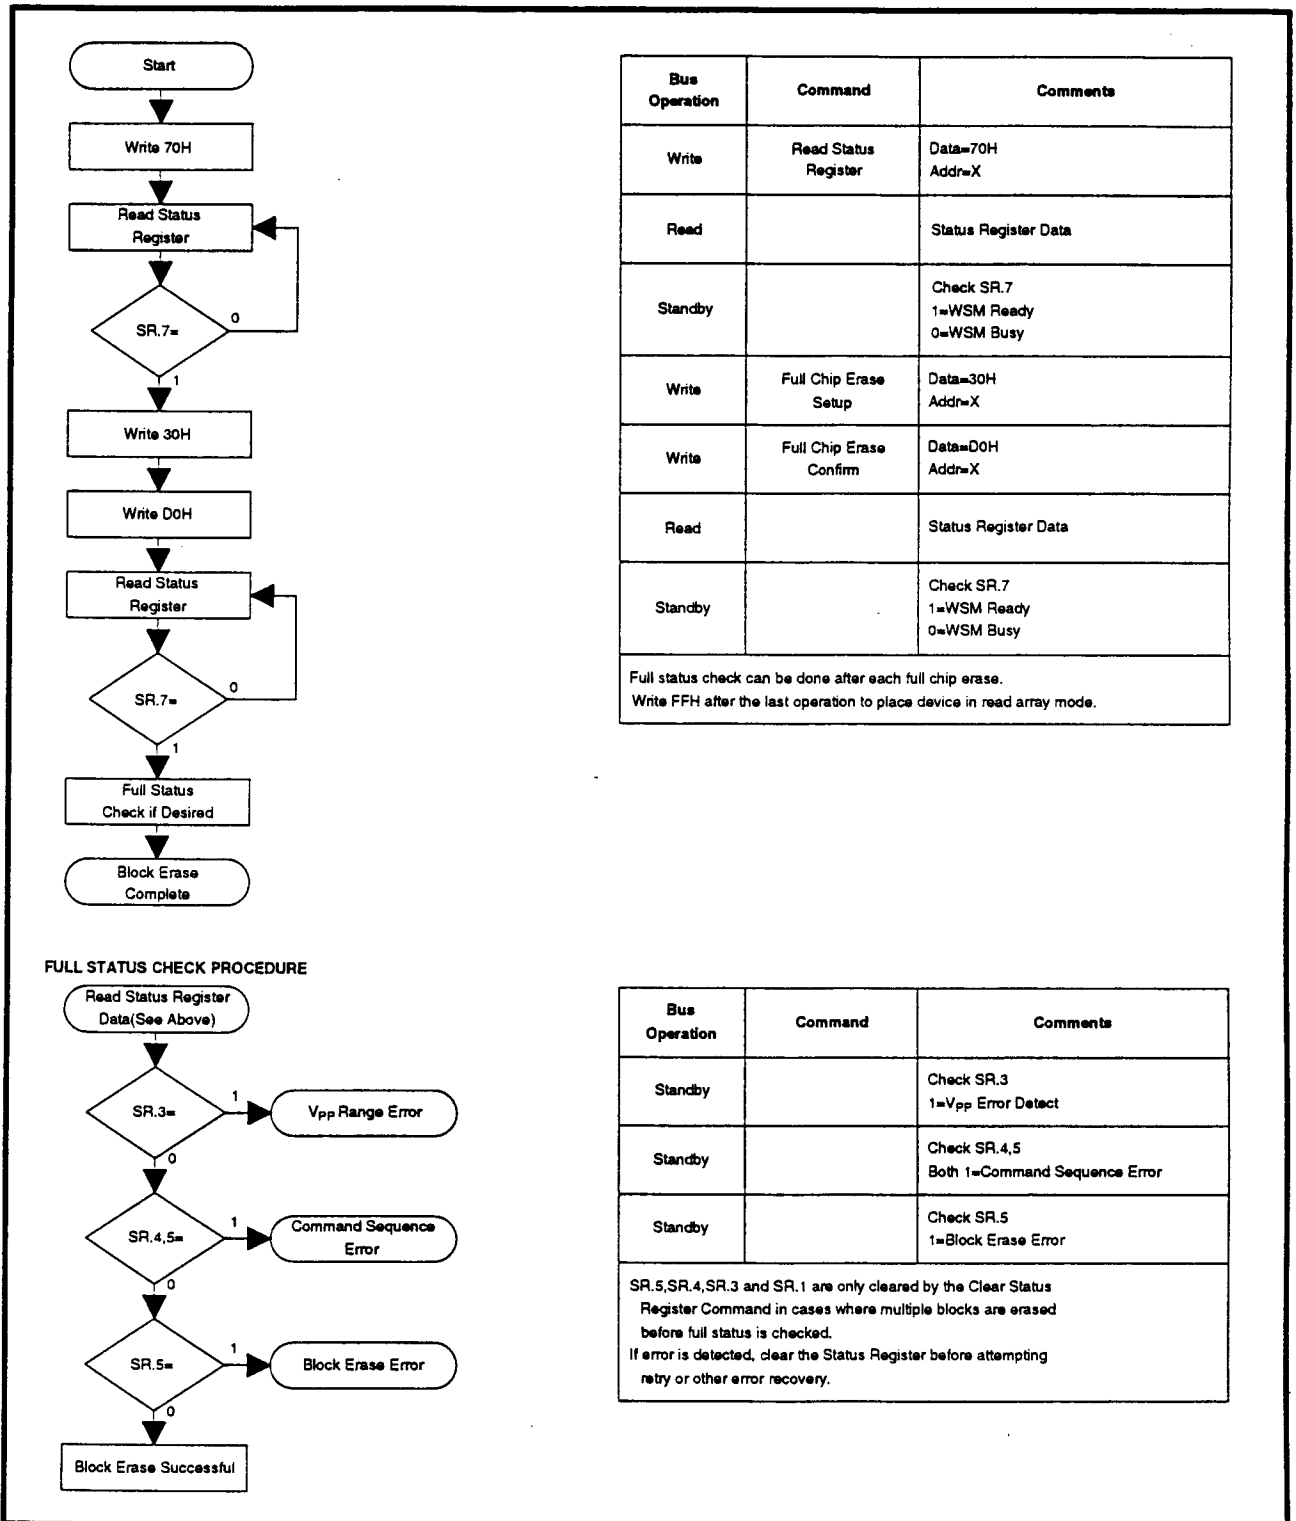 Start
Write 70H
Read Status
Register
SR.7=
0
1
Write 30H
Write D0H
Read Status
Register
SR.7=
0
1
Full Status
Check if Desired
Block Erase
Complete
Bus
Operation
Command
Comments
Write
Read Status
Register
Data=70H
Addr=X
Read
Status Register Data
Standby
Check SR.7
1=WSM Ready
0=WSM Busy
Write
Full Chip Erase
Setup
Data=30H
Addr=X
Write
Full Chip Erase
Confirm
Data=D0H
Addr=X
Read
Status Register Data
Standby
Check SR.7
1=WSM Ready
0=WSM Busy
Full status check can be done after each full chip erase.
Write FFH after the last operation to place device in read array mode.
FULL STATUS CHECK PROCEDURE
Read Status Register
Data(See Above)
SR.3=
1
VPP Range Error
0
SR.4,5=
1
Command Sequence
Error
0
SR.5=
1
Block Erase Error
0
Block Erase Successful
Bus
Operation
Command
Comments
Standby
Check SR.3
1=VPP Error Detect
Standby
Check SR.4,5
Both 1=Command Sequence Error
Standby
Check SR.5
1=Block Erase Error
SR.5,SR.4,SR.3 and SR.1 are only cleared by the Clear Status
Register Command in cases where multiple blocks are erased
before full status is checked.
If error is detected, clear the Status Register before attempting
retry or other error recovery.